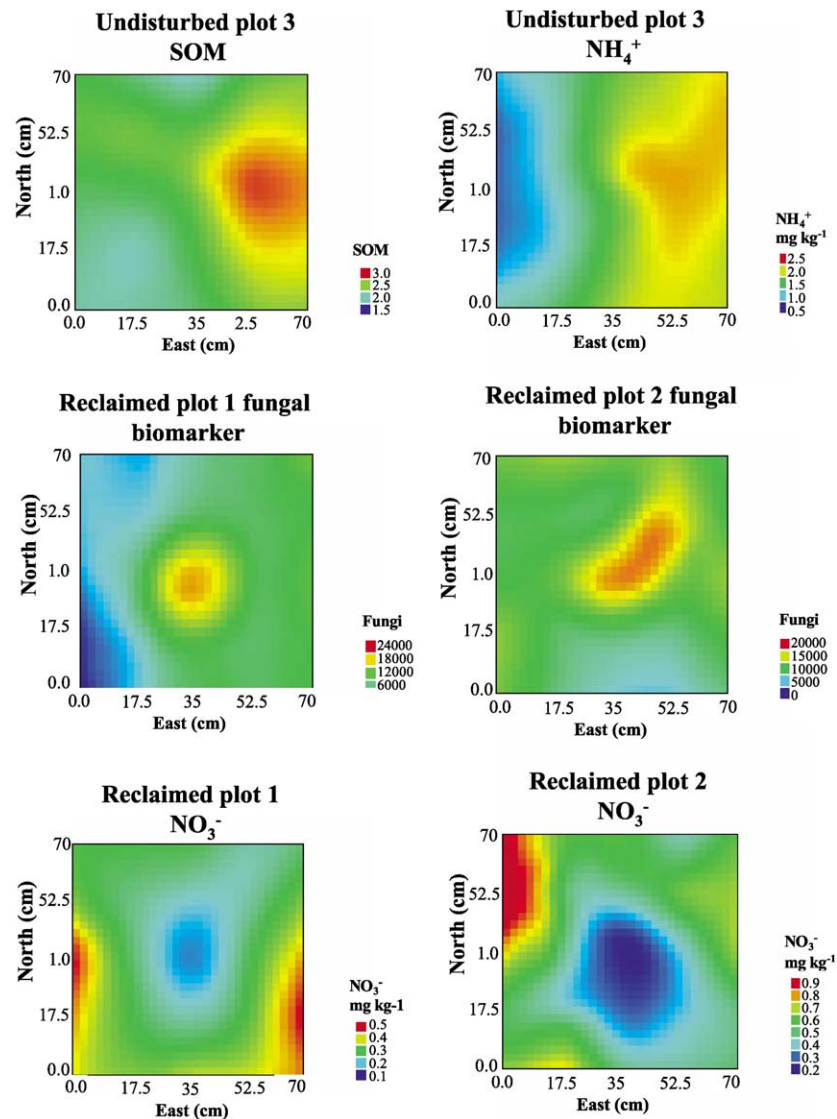 Undisturbed plot 3
SOM
70
52.5
1.0
17.5
0.0
North (cm)
0.0 17.5 35 2.5 70
East (cm)
SOM
3.0
2.5
2.0
1.5
Undisturbed plot 3
NH₄⁺
70
52.5
1.0
17.5
0.0
North (cm)
0.0 17.5 35 52.5 70
East (cm)
NH₄⁺
mg kg⁻¹
2.5
2.0
1.5
1.0
0.5
Reclaimed plot 1 fungal
biomarker
70
52.5
1.0
17.5
0.0
North (cm)
0.0 17.5 35 52.5 70
East (cm)
Fungi
24000
18000
12000
6000
Reclaimed plot 2 fungal
biomarker
70
52.5
1.0
17.5
0.0
North (cm)
0.0 17.5 35 52.5 70
East (cm)
Fungi
20000
15000
10000
5000
0
Reclaimed plot 1
NO₃⁻
70
52.5
1.0
17.5
0.0
North (cm)
0.0 17.5 35 52.5 70
East (cm)
NO₃⁻
mg kg-1
0.5
0.4
0.3
0.2
0.1
Reclaimed plot 2
NO₃⁻
70
52.5
1.0
17.5
0.0
North (cm)
0.0 17.5 35 52.5 70
East (cm)
NO₃⁻
mg kg⁻¹
0.9
0.8
0.7
0.6
0.5
0.4
0.3
0.2